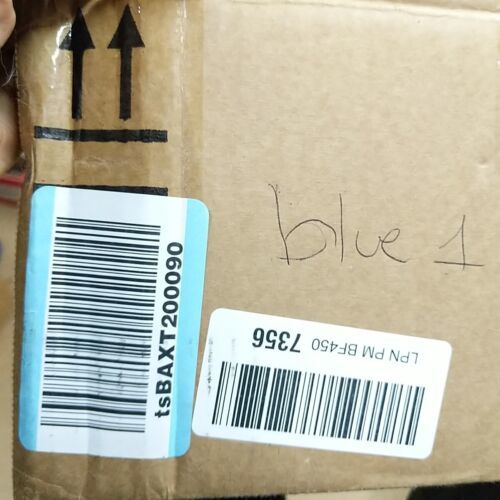 blue 1
tsBAXT200090
LPN PM BF450 7356